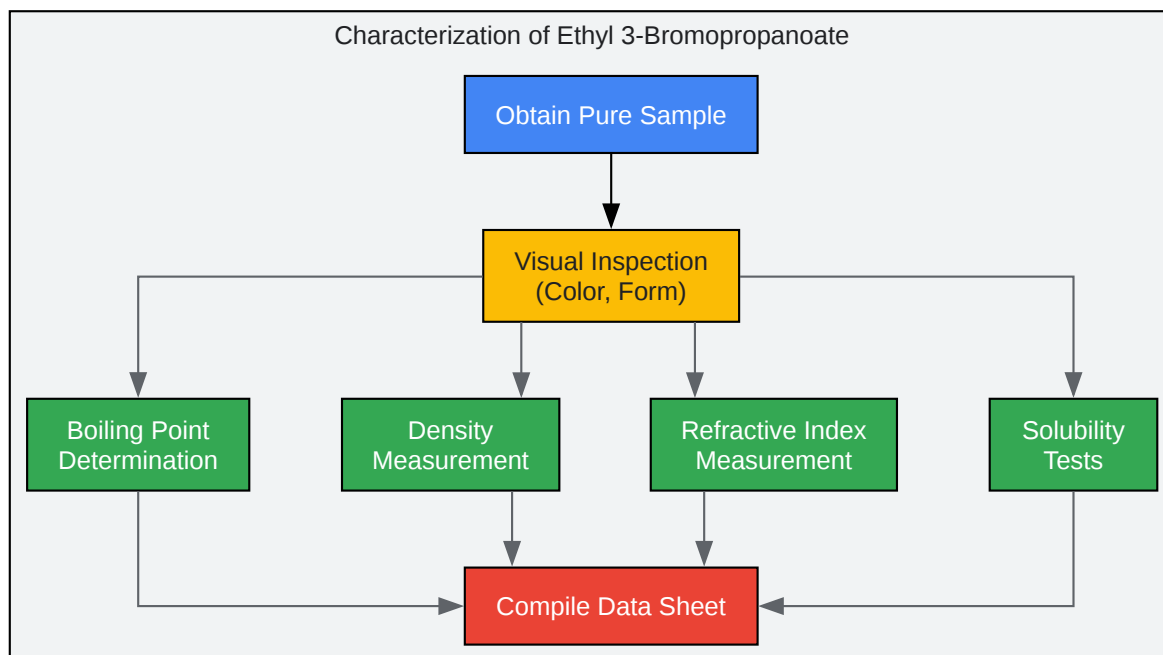 Characterization of Ethyl 3-Bromopropanoate
Obtain Pure Sample
Visual Inspection
(Color, Form)
Boiling Point
Determination
Density
Measurement
Refractive Index
Measurement
Solubility
Tests
Compile Data Sheet